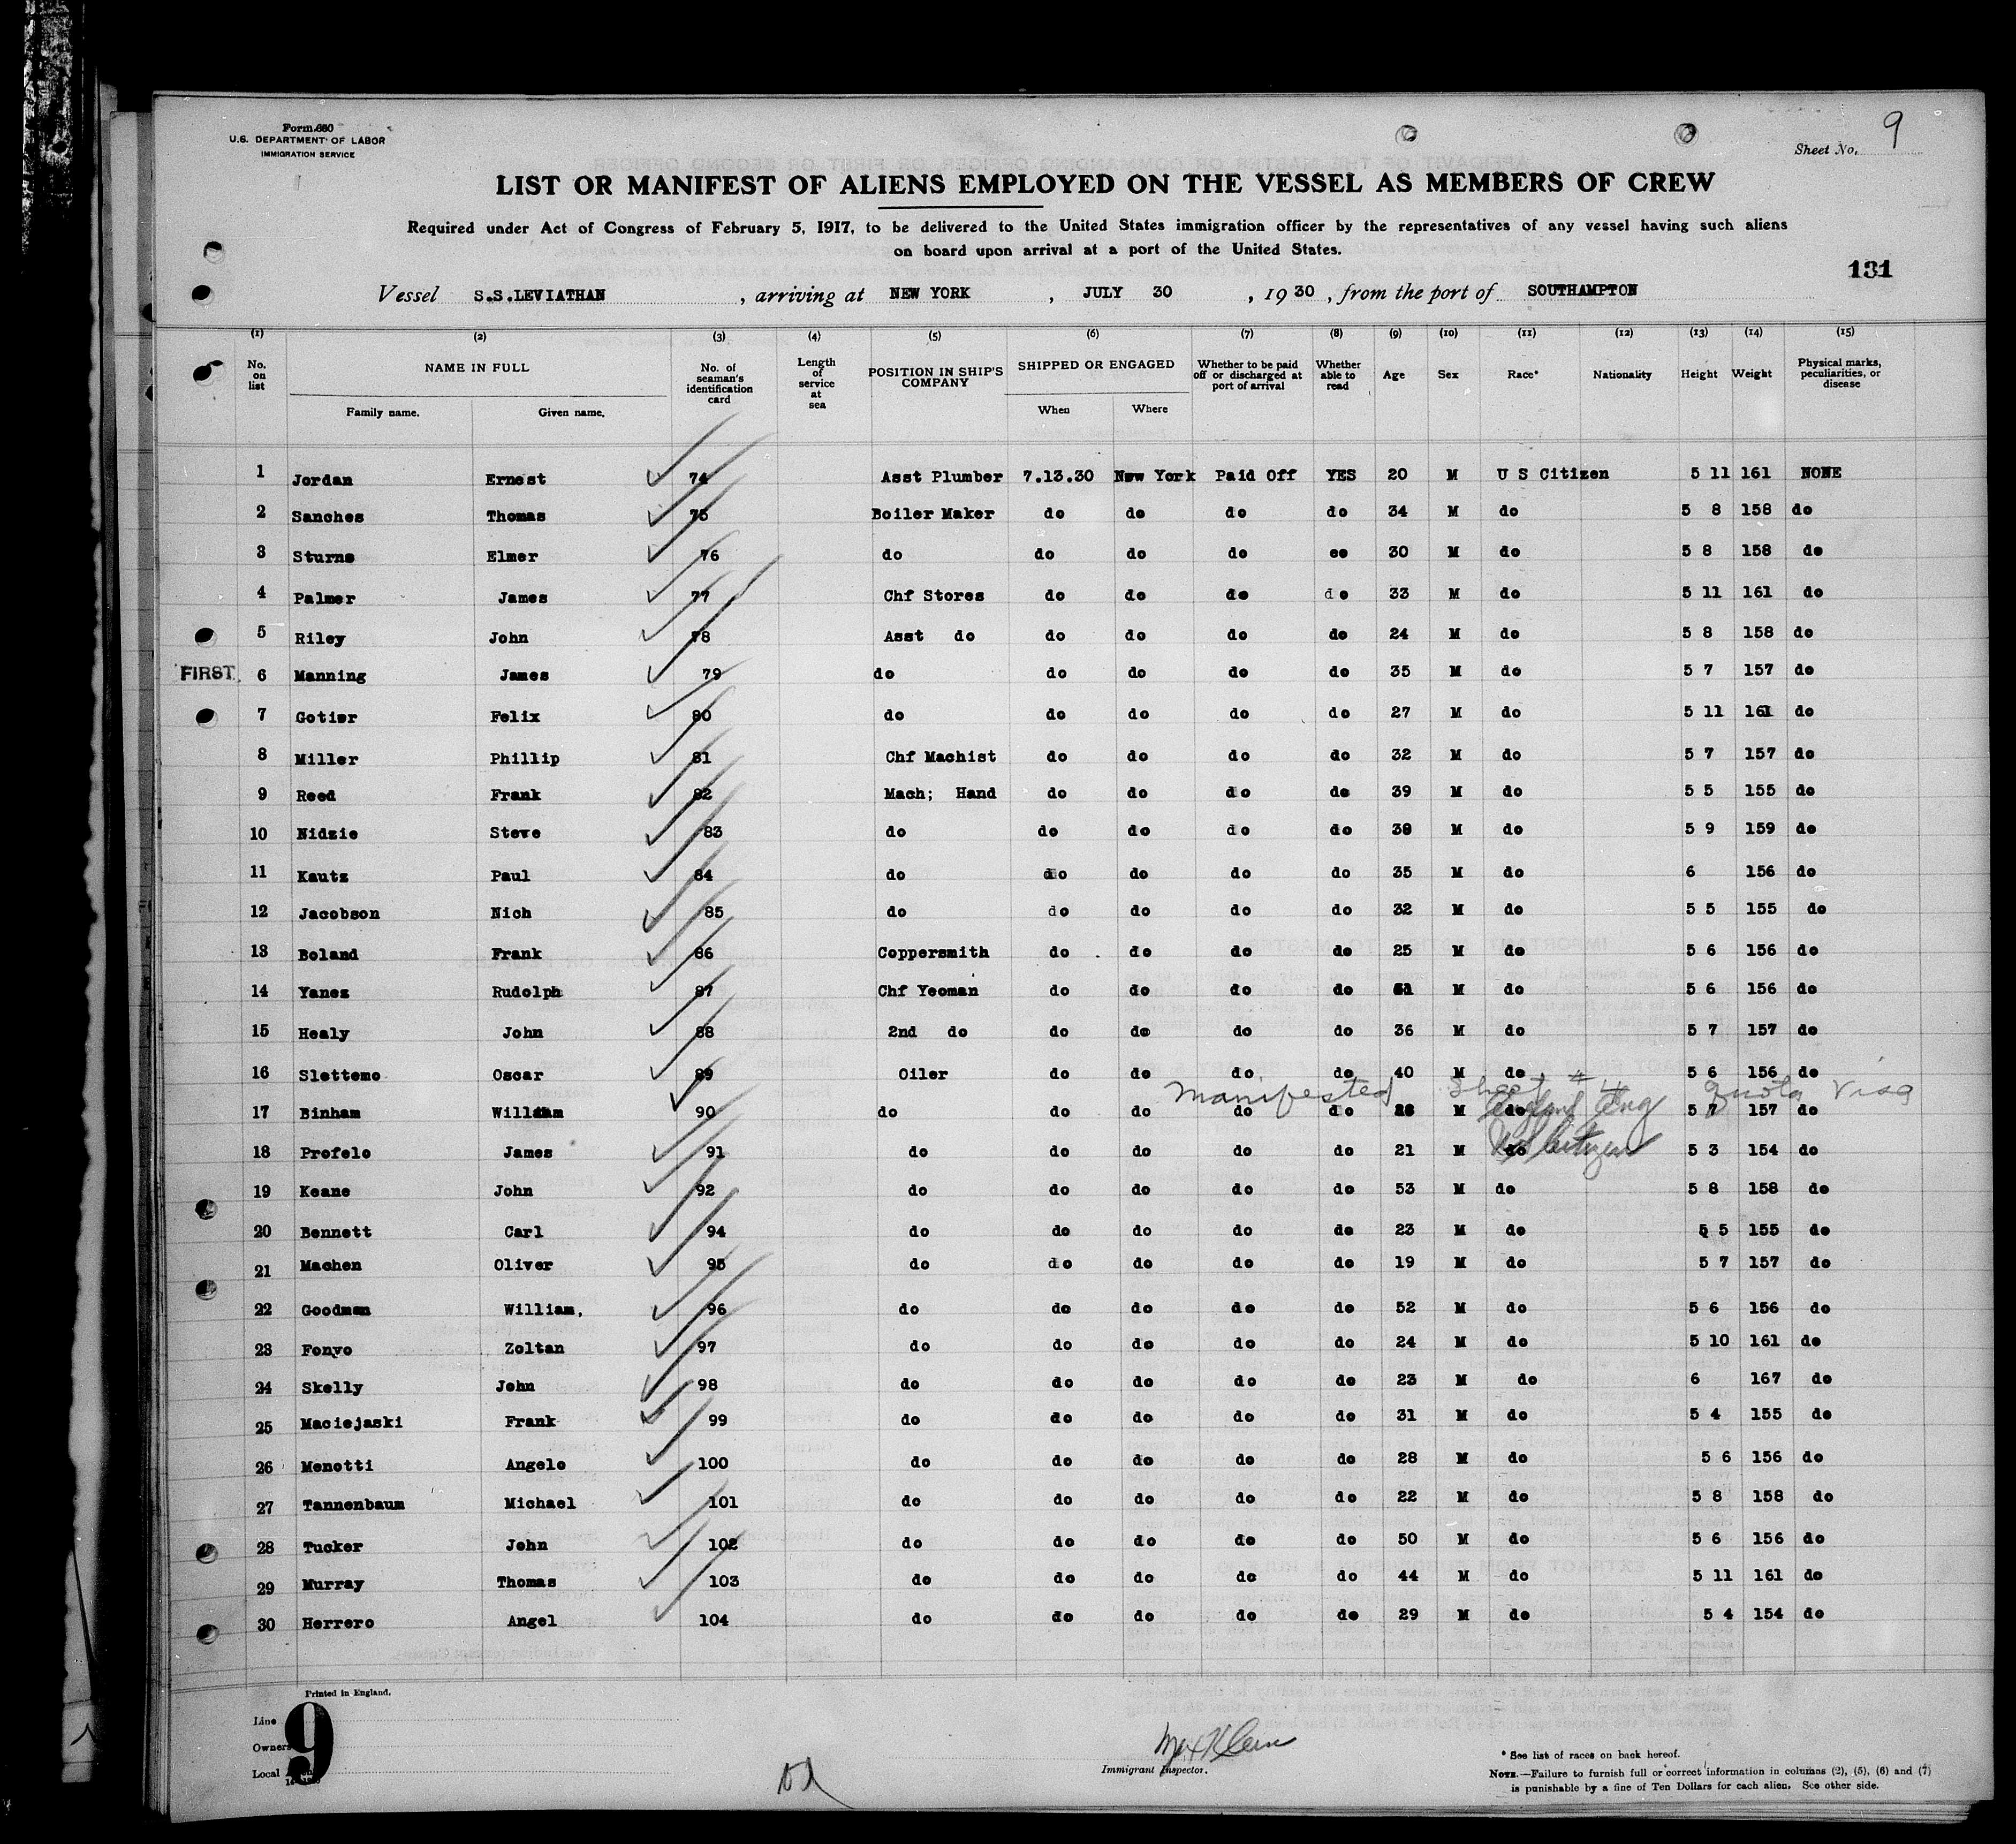 Form 680
U.S. DEPARTMENT OF LABOR
IMMIGRATION SERVICE
Sheet No. 9
LIST OR MANIFEST OF ALIENS EMPLOYED ON THE VESSEL AS MEMBERS OF CREW
Required under Act of Congress of February 5, 1917, to be delivered to the United States immigration officer by the representatives of any vessel having such aliens
on board upon arrival at a port of the United States.
131
Vessel S.S.LEVIATHAN, arriving at NEW YORK, JULY 30, 1930, from the port of SOUTHAMPTON
(1) (2) (3) (4) (5) (6) (7) (8) (9) (10) (11) (12) (13) (14) (15)
No. on list NAME IN FULL Family name. Given name. No. of seaman's identification card Length of service at sea POSITION IN SHIP'S COMPANY SHIPPED OR ENGAGED When Where Whether to be paid off or discharged at port of arrival Whether able to read Age Sex Race* Nationality Height Weight Physical marks, peculiarities, or disease
1 Jordan Ernest 74 Asst Plumber 7.13.30 New York Paid Off YES 20 M U S Citizen 5 11 161 NONE
2 Sanches Thomas 75 Boiler Maker do do do do 34 M do 5 8 158 do
3 Sturns Elmer 76 do do do do eo 30 M do 5 8 158 do
4 Palmer James 77 Chf Stores do do do do 33 M do 5 11 161 do
5 Riley John 78 Asst do do do do do 24 M do 5 8 158 do
FIRST 6 Manning James 79 do do do do do 35 M do 5 7 157 do
7 Gotier Felix 80 do do do do do 27 M do 5 11 161 do
8 Miller Phillip 81 Chf Machist do do do do 32 M do 5 7 157 do
9 Reed Frank 82 Mach; Hand do do do do 39 M do 5 5 155 do
10 Nidzie Steve 83 do do do do do 38 M do 5 9 159 do
11 Kautz Paul 84 do do do do do 35 M do 6 156 do
12 Jacobson Nich 85 do do do do do 32 M do 5 5 155 do
13 Boland Frank 86 Coppersmith do do do do 25 M do 5 6 156 do
14 Yanez Rudolph 87 Chf Yeoman do do do do M do 5 6 156 do
15 Healy John 88 2nd do do do do do 36 M do 5 7 157 do
16 Slettemo Oscar 89 Oiler do do do do 40 M do 5 6 156 do
Manifested Sheet # 4 Quota Visa
17 Binham William 90 do do do do do M do England Eng 5 7 157 do
18 Profelo James 91 do do do do do 21 M do US Citizen 5 3 154 do
19 Keane John 92 do do do do do 53 M do 5 8 158 do
20 Bennett Carl 94 do do do do do 23 M do 5 5 155 do
21 Machen Oliver 95 do do do do do 19 M do 5 7 157 do
22 Goodman William, 96 do do do do do 52 M do 5 6 156 do
23 Fonyo Zoltan 97 do do do do do 24 M do 5 10 161 do
24 Skelly John 98 do do do do do 23 M do 6 167 do
25 Maciejaski Frank 99 do do do do do 31 M do 5 4 155 do
26 Menotti Angelo 100 do do do do do 28 M do 5 6 156 do
27 Tannenbaum Michael 101 do do do do do 22 M do 5 8 158 do
28 Tucker John 102 do do do do do 50 M do 5 6 156 do
29 Murray Thomas 103 do do do do do 44 M do 5 11 161 do
30 Herrero Angel 104 do do do do do 29 M do 5 4 154 do
Printed in England.
Line
Owners
Local
9
Max Klein
Immigrant Inspector.
* See list of races on back hereof.
NOTE.—Failure to furnish full or correct information in columns (2), (5), (6) and (7)
is punishable by a fine of Ten Dollars for each alien. See other side.